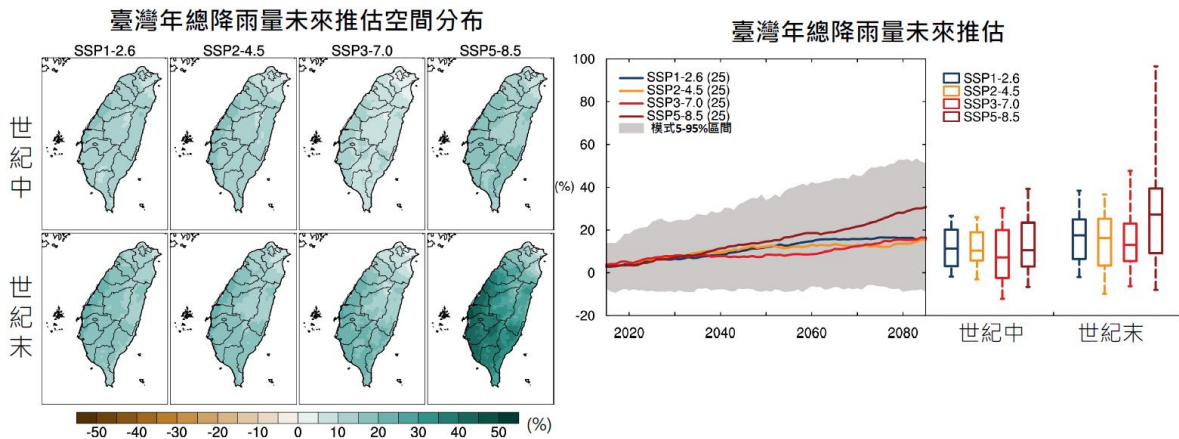 臺灣年總降雨量未來推估空間分布
SSP1-2.6 SSP2-4.5 SSP3-7.0 SSP5-8.5
世紀中
世紀末
-50 -40 -30 -20 -10 0 10 20 30 40 50 (%)
臺灣年總降雨量未來推估
100
80
60
40
20
0
-20
(%)
SSP1-2.6 (25)
SSP2-4.5 (25)
SSP3-7.0 (25)
SSP5-8.5 (25)
模式5-95%區間
2020 2040 2060 2080
SSP1-2.6
SSP2-4.5
SSP3-7.0
SSP5-8.5
世紀中 世紀末